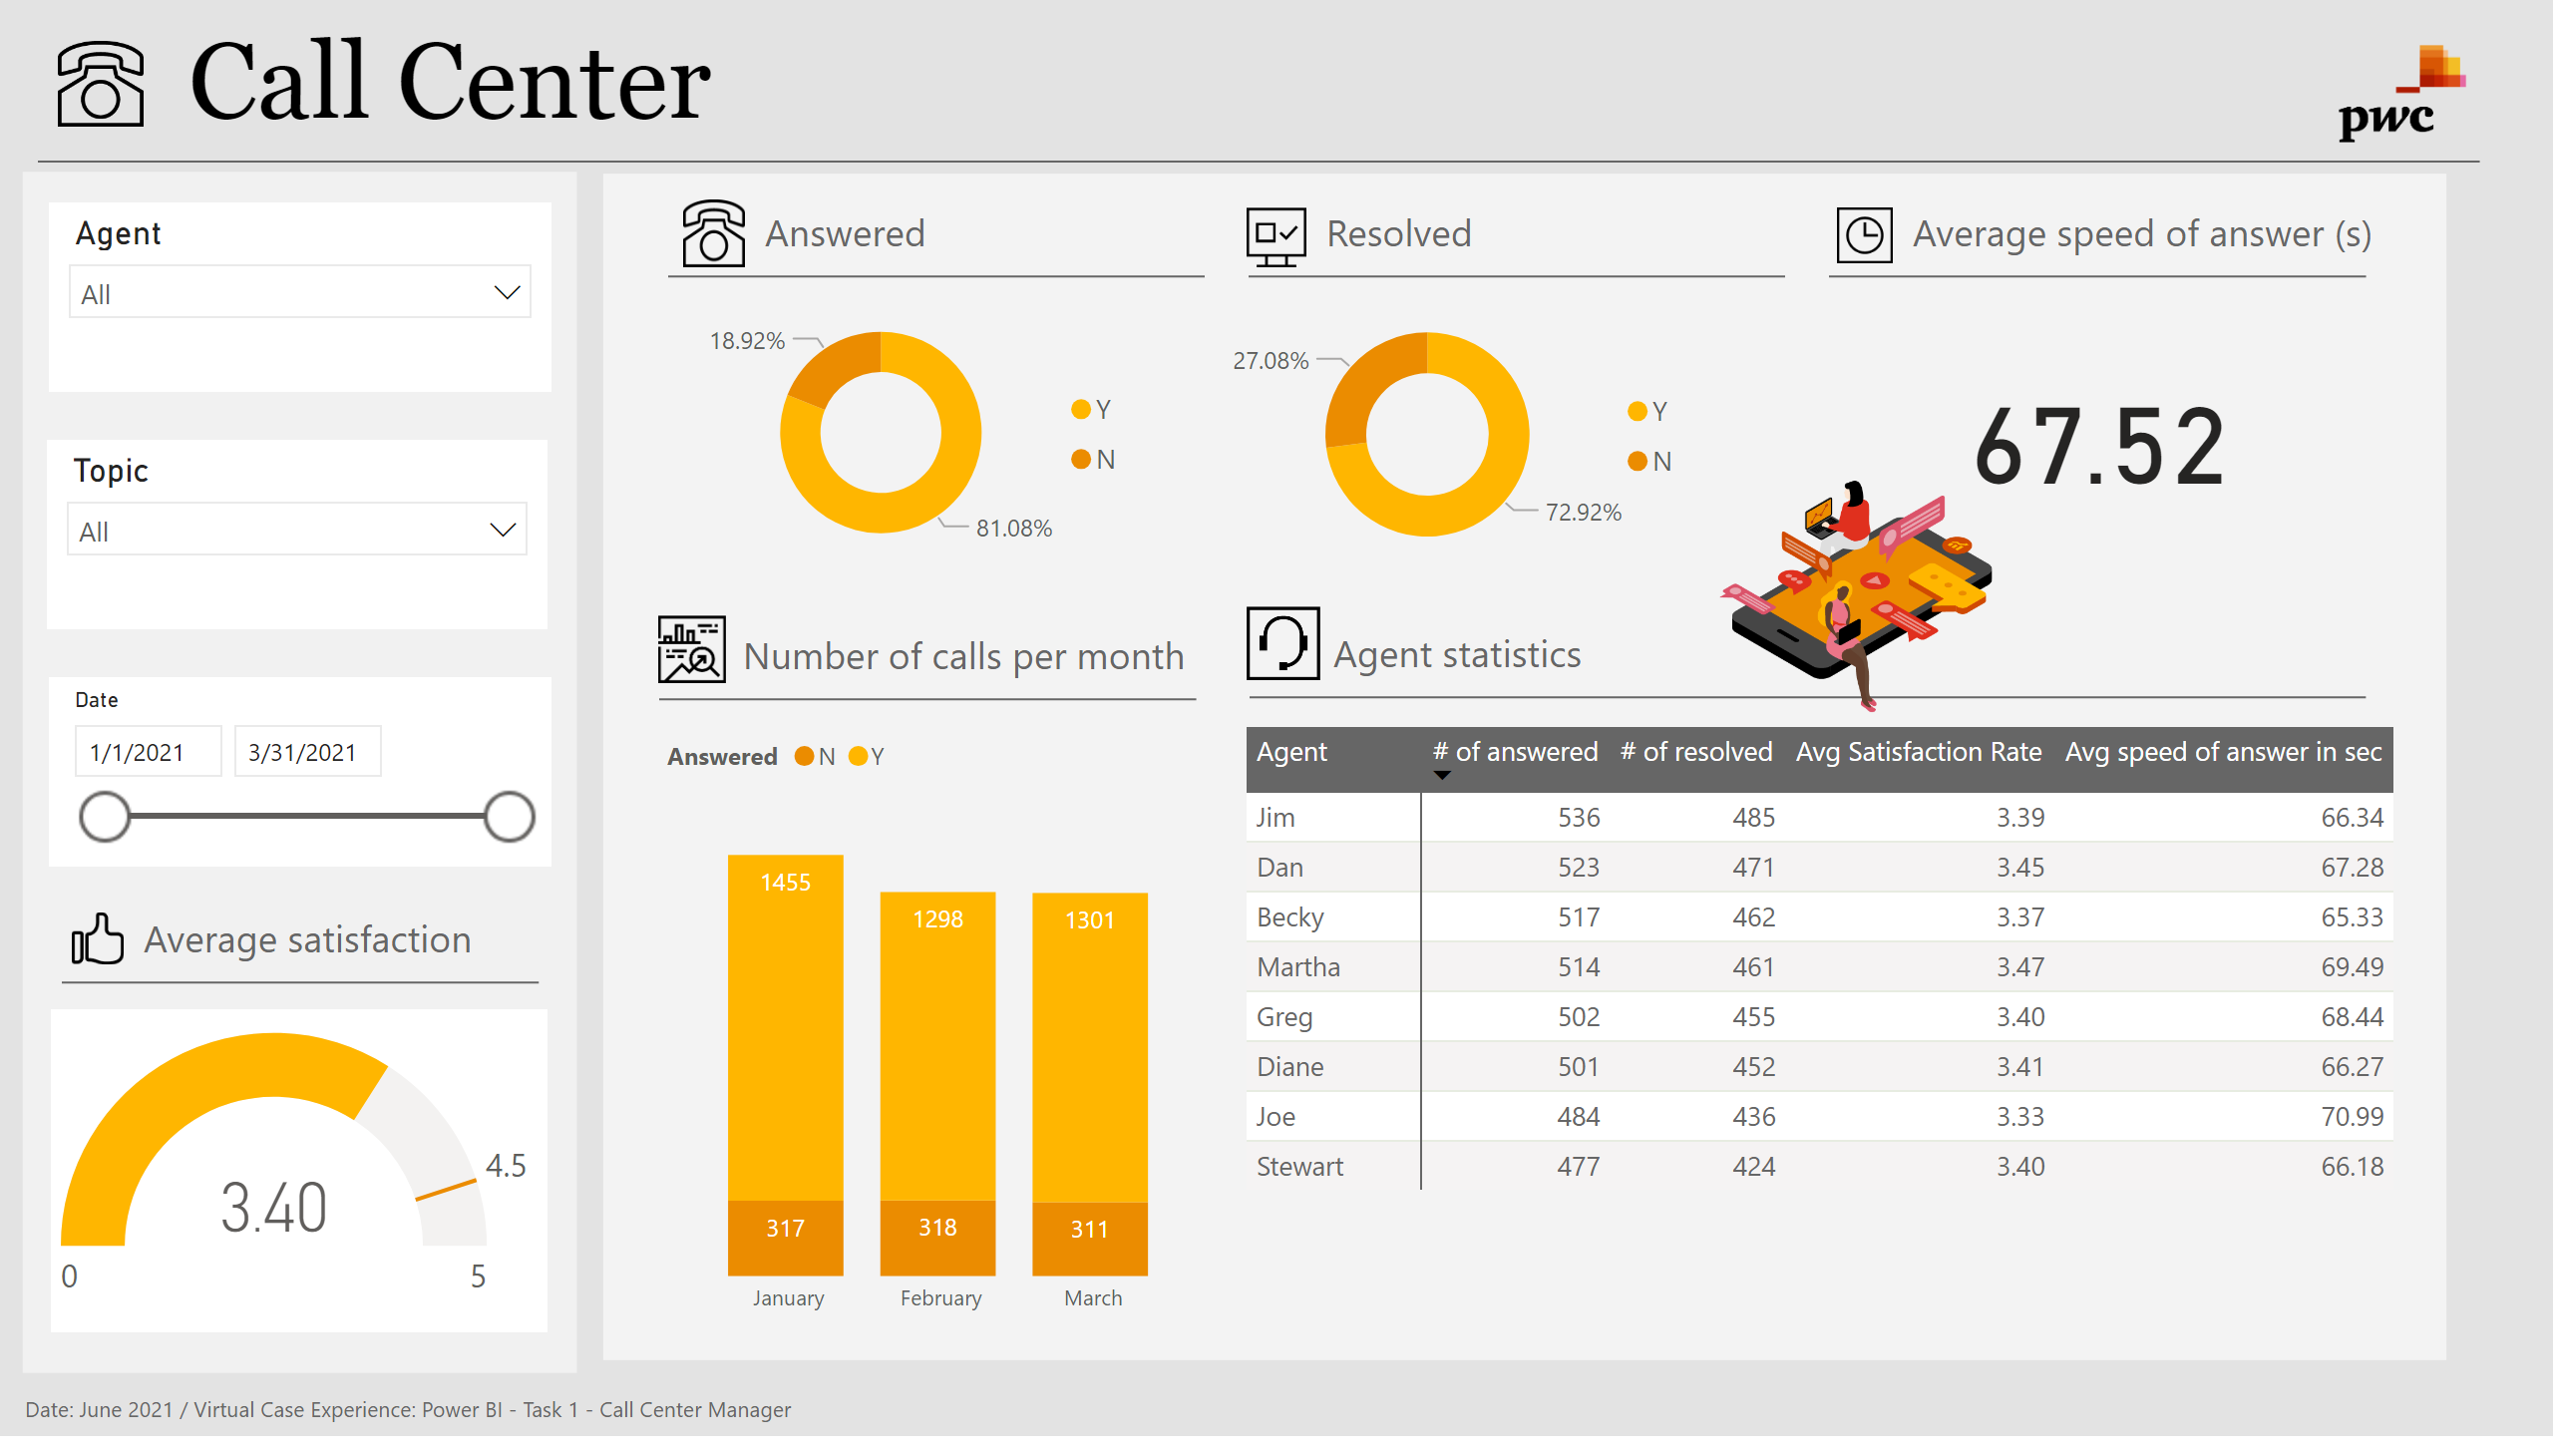 Call Center
pwc
Agent
All
Topic
All
Date
1/1/2021 3/31/2021
Average satisfaction
3.40
4.5
0 5
Answered
18.92%
Y
N
81.08%
Resolved
27.08%
Y
N
72.92%
Average speed of answer (s)
67.52
Number of calls per month
Answered N Y
1455 1298 1301
317 318 311
January February March
Agent statistics
Agent # of answered # of resolved Avg Satisfaction Rate Avg speed of answer in sec
Jim 536 485 3.39 66.34
Dan 523 471 3.45 67.28
Becky 517 462 3.37 65.33
Martha 514 461 3.47 69.49
Greg 502 455 3.40 68.44
Diane 501 452 3.41 66.27
Joe 484 436 3.33 70.99
Stewart 477 424 3.40 66.18
Date: June 2021 / Virtual Case Experience: Power BI - Task 1 - Call Center Manager